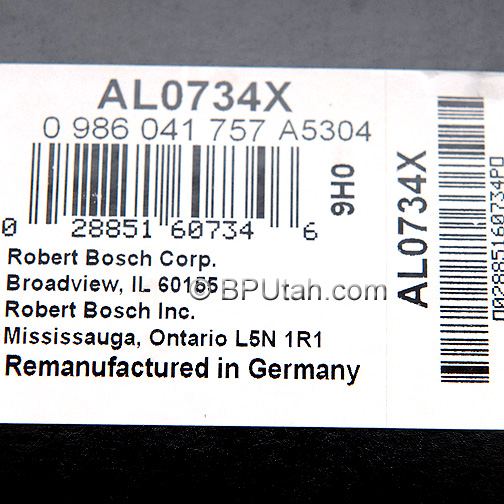 AL0734X
0 986 041 757 A5304
9H0
0 28851 60734 6
Robert Bosch Corp.
Broadview, IL 60155
© BPUtah.com
Robert Bosch Inc.
Mississauga, Ontario L5N 1R1
Remanufactured in Germany
AL0734X